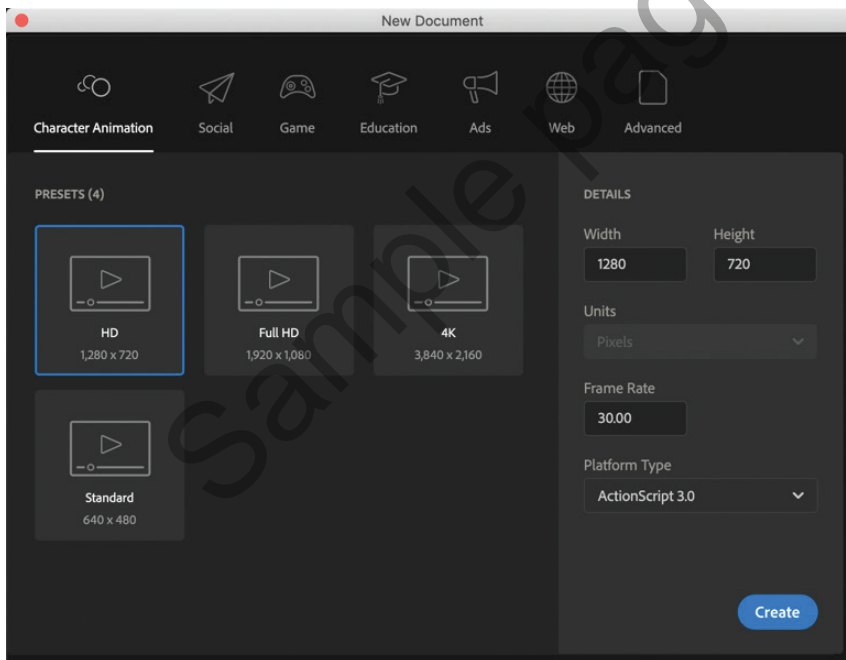 New Document
Character Animation Social Game Education Ads Web Advanced
PRESETS (4)
HD
1,280 x 720
Full HD
1,920 x 1,080
4K
3,840 x 2,160
Standard
640 x 480
DETAILS
Width Height
1280 720
Units
Pixels
Frame Rate
30.00
Platform Type
ActionScript 3.0
Create
Sample pag